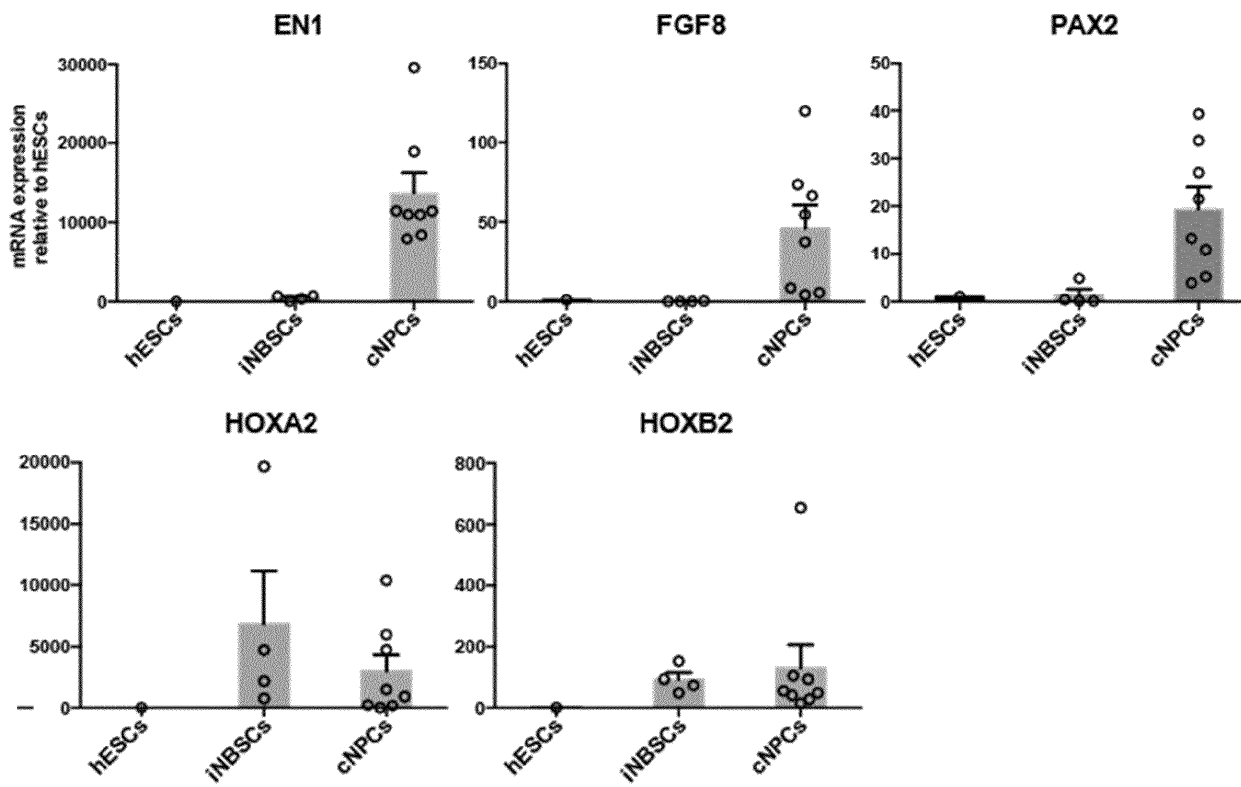 EN1
FGF8
PAX2
mRNA expression
relative to hESCs
30000
20000
10000
0
hESCs
iNBSCs
cNPCs
150
100
50
0
hESCs
iNBSCs
cNPCs
50
40
30
20
10
0
hESCs
iNBSCs
cNPCs
HOXA2
HOXB2
20000
15000
10000
5000
0
hESCs
iNBSCs
cNPCs
800
600
400
200
0
hESCs
iNBSCs
cNPCs